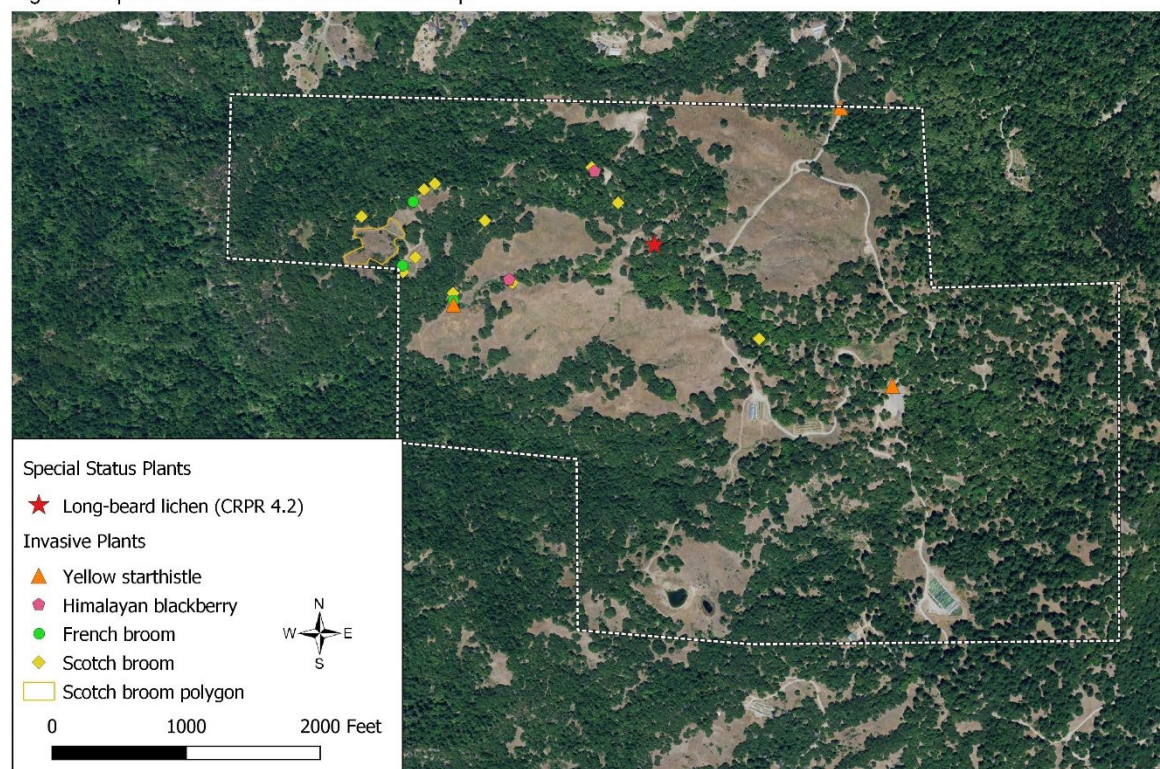 Special Status Plants
Long-beard lichen (CRPR 4.2)
Invasive Plants
Yellow starthistle
Himalayan blackberry
French broom
Scotch broom
Scotch broom polygon
N
W E
S
0 1000 2000 Feet